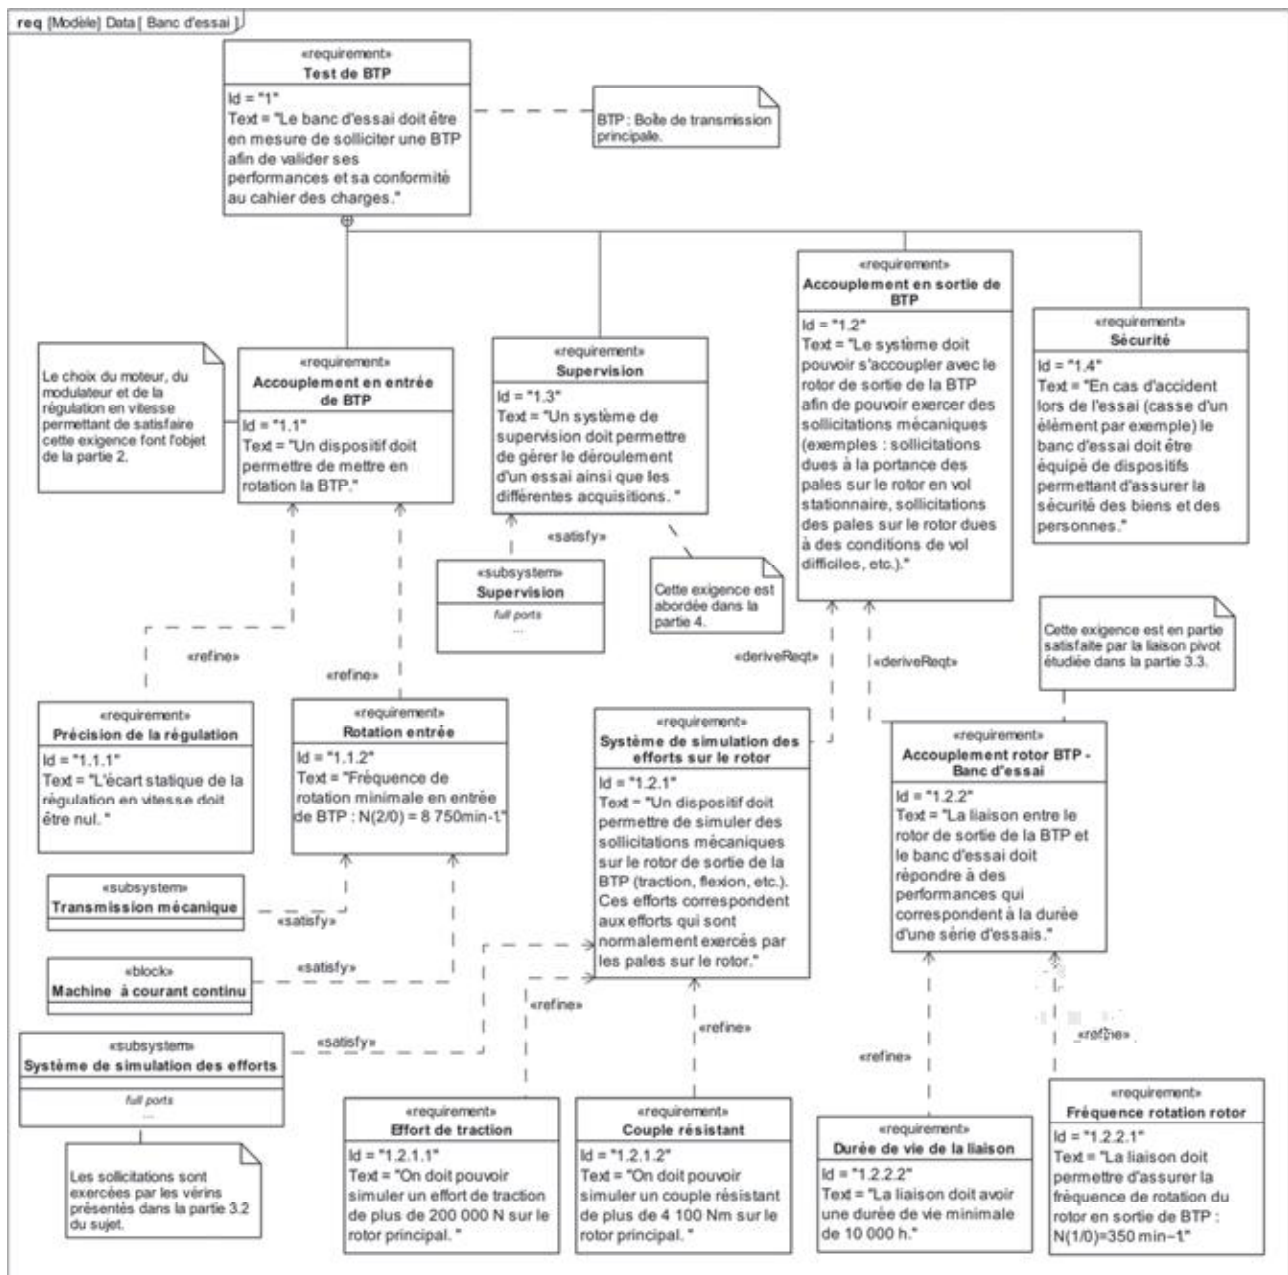 req [Modèle] Data [ Banc d'essai ]
«requirement»
Test de BTP
Id = "1"
Text = "Le banc d'essai doit être
en mesure de solliciter une BTP
afin de valider ses
performances et sa conformité
au cahier des charges."
BTP : Boîte de transmission
principale.
«requirement»
Accouplement en sortie de
BTP
Id = "1.2"
Text = "Le système doit
pouvoir s'accoupler avec le
rotor de sortie de la BTP
afin de pouvoir exercer des
sollicitations mécaniques
(exemples : sollicitations
dues à la portance des
pales sur le rotor en vol
stationnaire, sollicitations
des pales sur le rotor dues
à des conditions de vol
difficiles, etc.)."
«requirement»
Sécurité
Id = "1.4"
Text = "En cas d'accident
lors de l'essai (casse d'un
élément par exemple) le
banc d'essai doit être
équipé de dispositifs
permettant d'assurer la
sécurité des biens et des
personnes."
Le choix du moteur, du
modulateur et de la
régulation en vitesse
permettant de satisfaire
cette exigence font l'objet
de la partie 2.
«requirement»
Accouplement en entrée
de BTP
Id = "1.1"
Text = "Un dispositif doit
permettre de mettre en
rotation la BTP."
«requirement»
Supervision
Id = "1.3"
Text = "Un système de
supervision doit permettre
de gérer le déroulement
d'un essai ainsi que les
différentes acquisitions. "
«satisfy»
«subsystem»
Supervision
full ports
...
Cette exigence est
abordée dans la
partie 4.
Cette exigence est en partie
satisfaite par la liaison pivot
étudiée dans la partie 3.3.
«refine»
«refine»
«deriveReqt»
«deriveReqt»
«requirement»
Précision de la régulation
Id = "1.1.1"
Text = "L'écart statique de la
régulation en vitesse doit
être nul. "
«requirement»
Rotation entrée
Id = "1.1.2"
Text = "Fréquence de
rotation minimale en entrée
de BTP : N(2/0) = 8 750min-1."
«requirement»
Système de simulation des
efforts sur le rotor
Id = "1.2.1"
Text = "Un dispositif doit
permettre de simuler des
sollicitations mécaniques
sur le rotor de sortie de la
BTP (traction, flexion, etc.).
Ces efforts correspondent
aux efforts qui sont
normalement exercés par
les pales sur le rotor."
«requirement»
Accouplement rotor BTP -
Banc d'essai
Id = "1.2.2"
Text = "La liaison entre le
rotor de sortie de la BTP et
le banc d'essai doit
répondre à des
performances qui
correspondent à la durée
d'une série d'essais."
«subsystem»
Transmission mécanique
«satisfy»
«block»
Machine à courant continu
«satisfy»
«subsystem»
Système de simulation des efforts
full ports
...
«satisfy»
Les sollicitations sont
exercées par les vérins
présentés dans la partie 3.2
du sujet.
«refine»
«refine»
«refine»
«refine»
«requirement»
Effort de traction
Id = "1.2.1.1"
Text = "On doit pouvoir
simuler un effort de traction
de plus de 200 000 N sur le
rotor principal. "
«requirement»
Couple résistant
Id = "1.2.1.2"
Text = "On doit pouvoir
simuler un couple résistant
de plus de 4 100 Nm sur le
rotor principal. "
«requirement»
Durée de vie de la liaison
Id = "1.2.2.2"
Text = "La liaison doit avoir
une durée de vie minimale
de 10 000 h."
«requirement»
Fréquence rotation rotor
Id = "1.2.2.1"
Text = "La liaison doit
permettre d'assurer la
fréquence de rotation du
rotor en sortie de BTP :
N(1/0)=350 min−1."